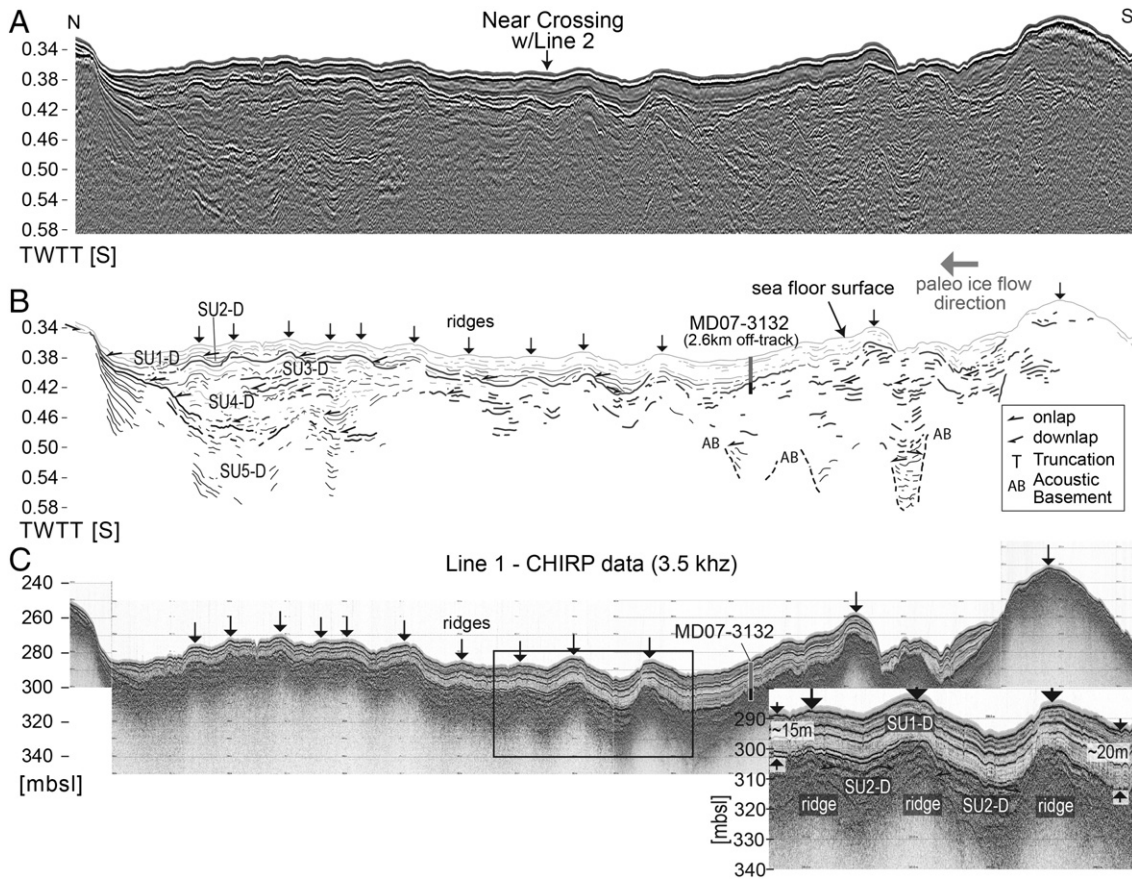 A
N
S
Near Crossing
w/Line 2
0.34
0.38
0.42
0.46
0.50
0.54
0.58
TWTT [S]
B
SU2-D
SU1-D
SU3-D
SU4-D
SU5-D
ridges
MD07-3132
(2.6km off-track)
sea floor surface
paleo ice flow
direction
AB
AB
AB
0.34
0.38
0.42
0.46
0.50
0.54
0.58
TWTT [S]
onlap
downlap
T Truncation
AB Acoustic
Basement
C
Line 1 - CHIRP data (3.5 khz)
240
260
280
300
320
340
[mbsl]
ridges
MD07-3132
290
300
310
320
330
340
[mbsl]
~15m
SU1-D
~20m
SU2-D
SU2-D
ridge
ridge
ridge